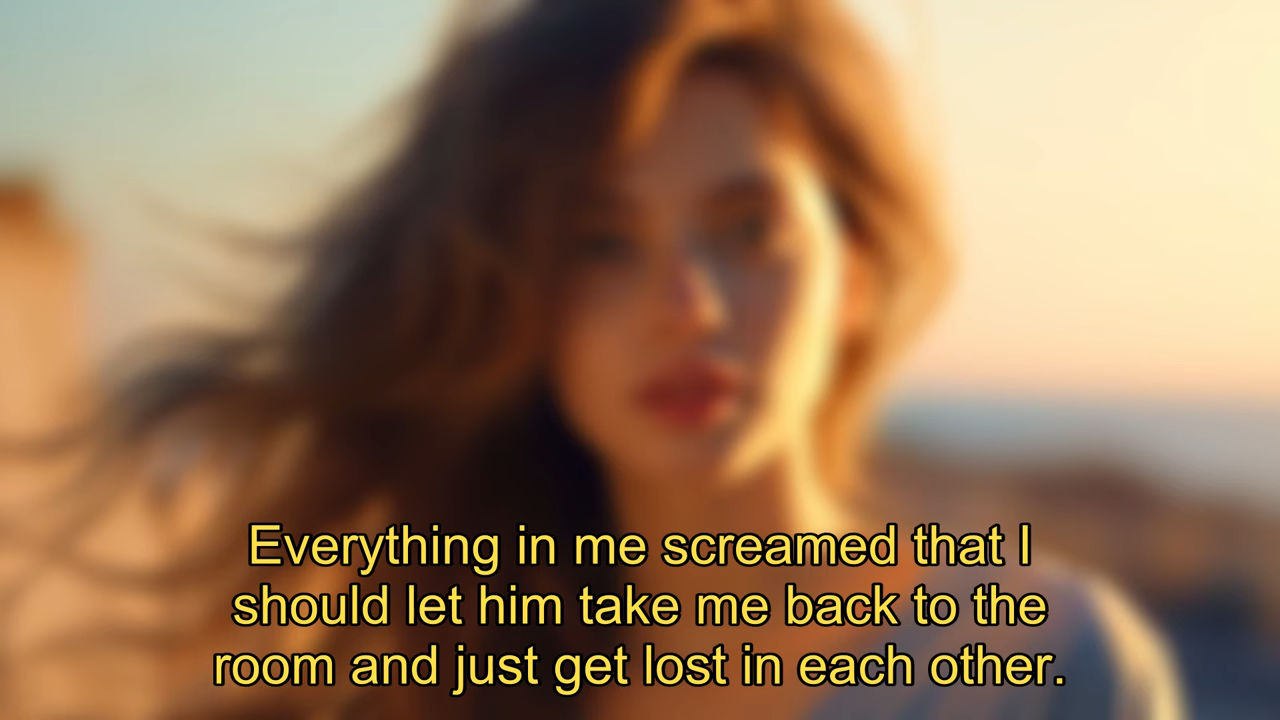 Everything in me screamed that I
should let him take me back to the
room and just get lost in each other.